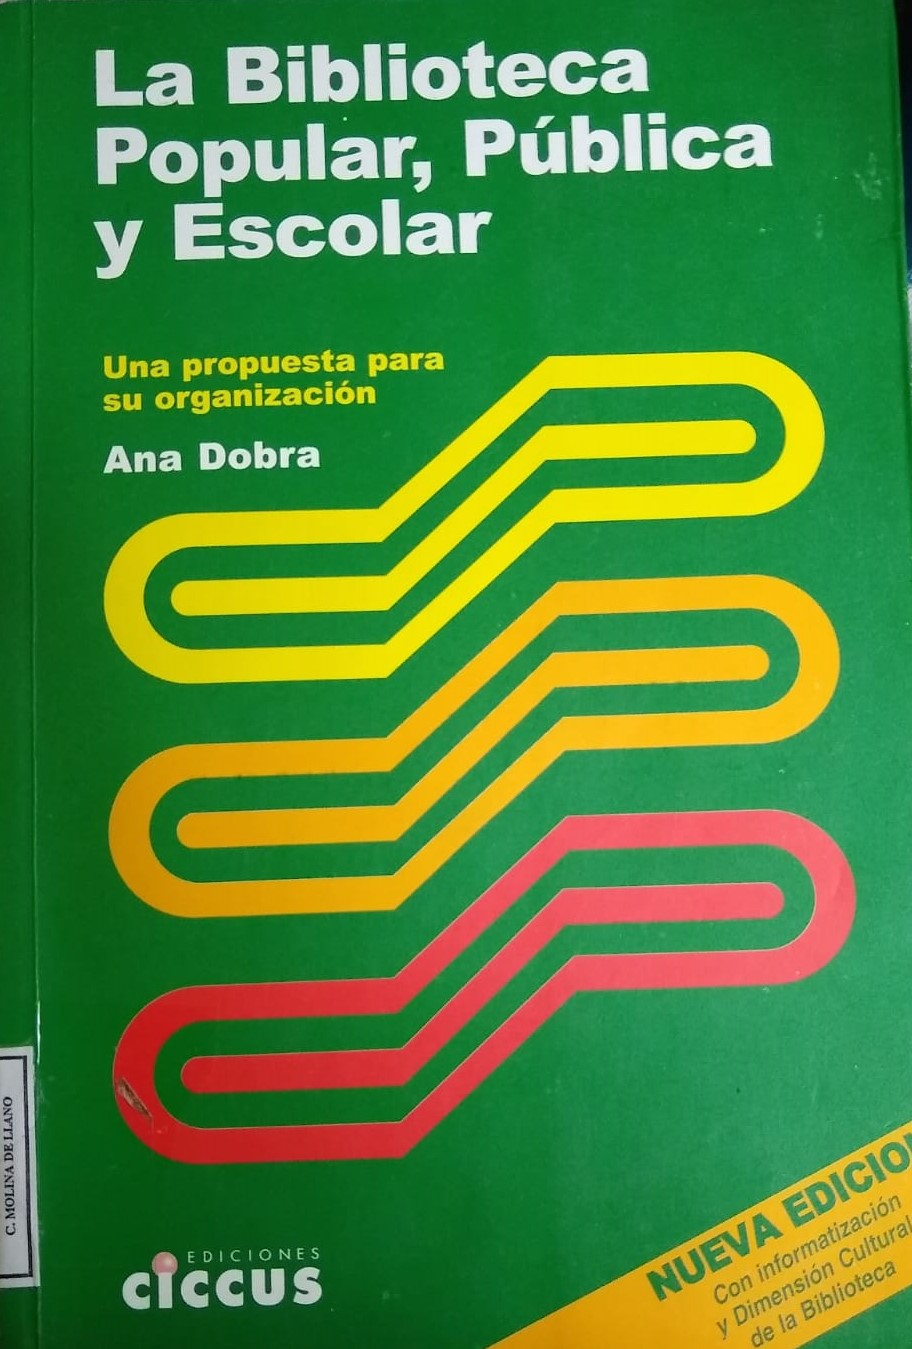 La Biblioteca
Popular, Pública
y Escolar
Una propuesta para
su organización
Ana Dobra
C. MOLINA DE LLANO
EDICIONES
ciccus
NUEVA EDICION
Con informatización
y Dimensión Cultural
de la Biblioteca